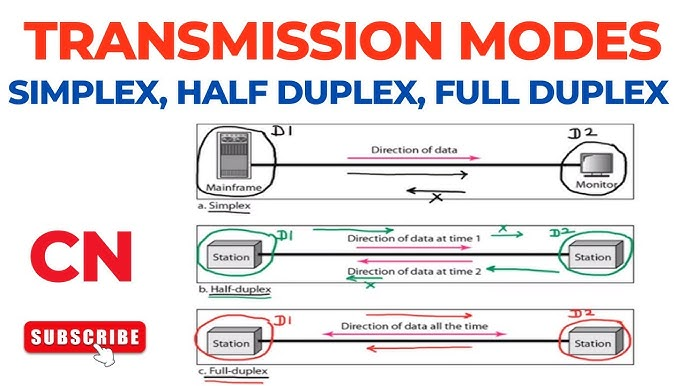 TRANSMISSION MODES
SIMPLEX, HALF DUPLEX, FULL DUPLEX
D1
D2
Direction of data
Mainframe
Monitor
x
a. Simplex
CN
D1
D2
x
Direction of data at time 1
Station
Station
Direction of data at time 2
x
b. Half-duplex
SUBSCRIBE
D1
D2
Direction of data all the time
Station
Station
c. Full-duplex